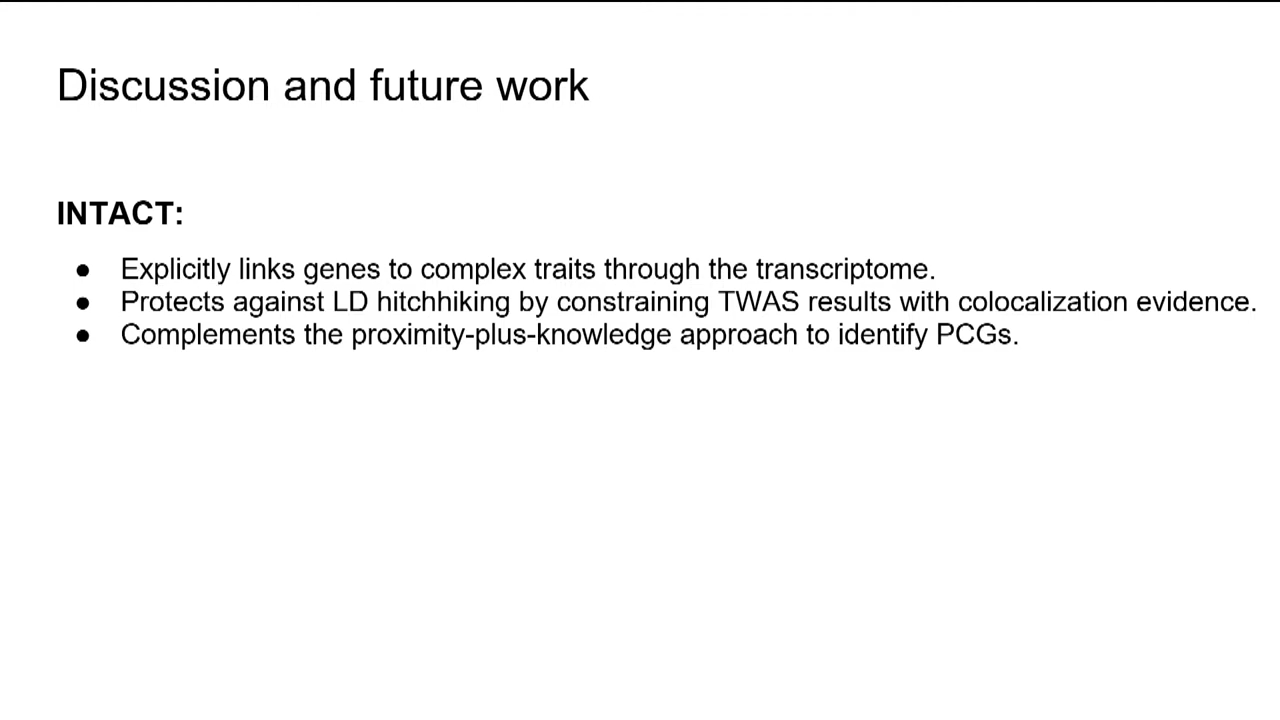 Discussion and future work
INTACT:
● Explicitly links genes to complex traits through the transcriptome.
● Protects against LD hitchhiking by constraining TWAS results with colocalization evidence.
● Complements the proximity-plus-knowledge approach to identify PCGs.